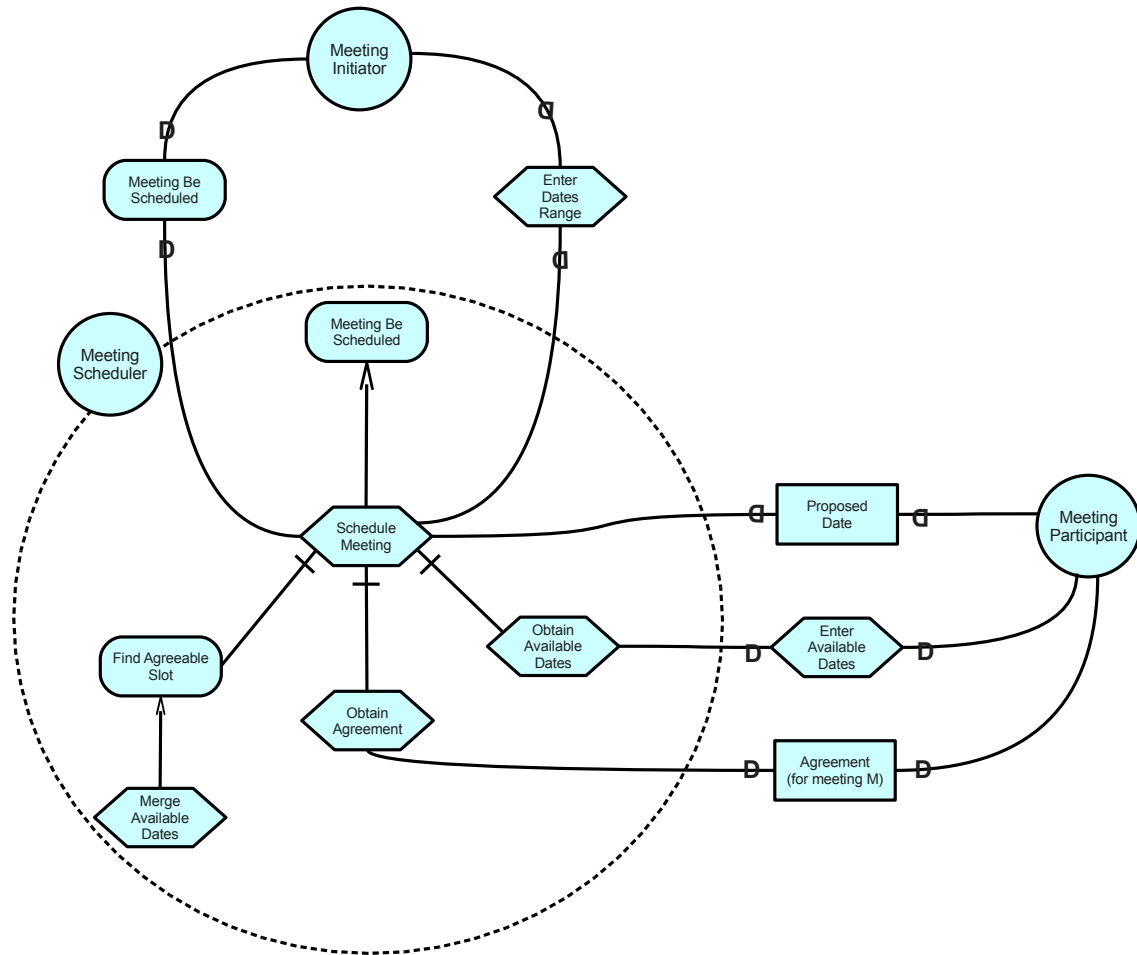 Meeting
Initiator
D
D
Meeting Be
Scheduled
Enter
Dates
Range
D
D
Meeting Be
Scheduled
Meeting
Scheduler
Schedule
Meeting
D
Proposed
Date
D
Meeting
Participant
Find Agreeable
Slot
Obtain
Available
Dates
D
Enter
Available
Dates
D
Obtain
Agreement
D
Agreement
(for meeting M)
D
Merge
Available
Dates